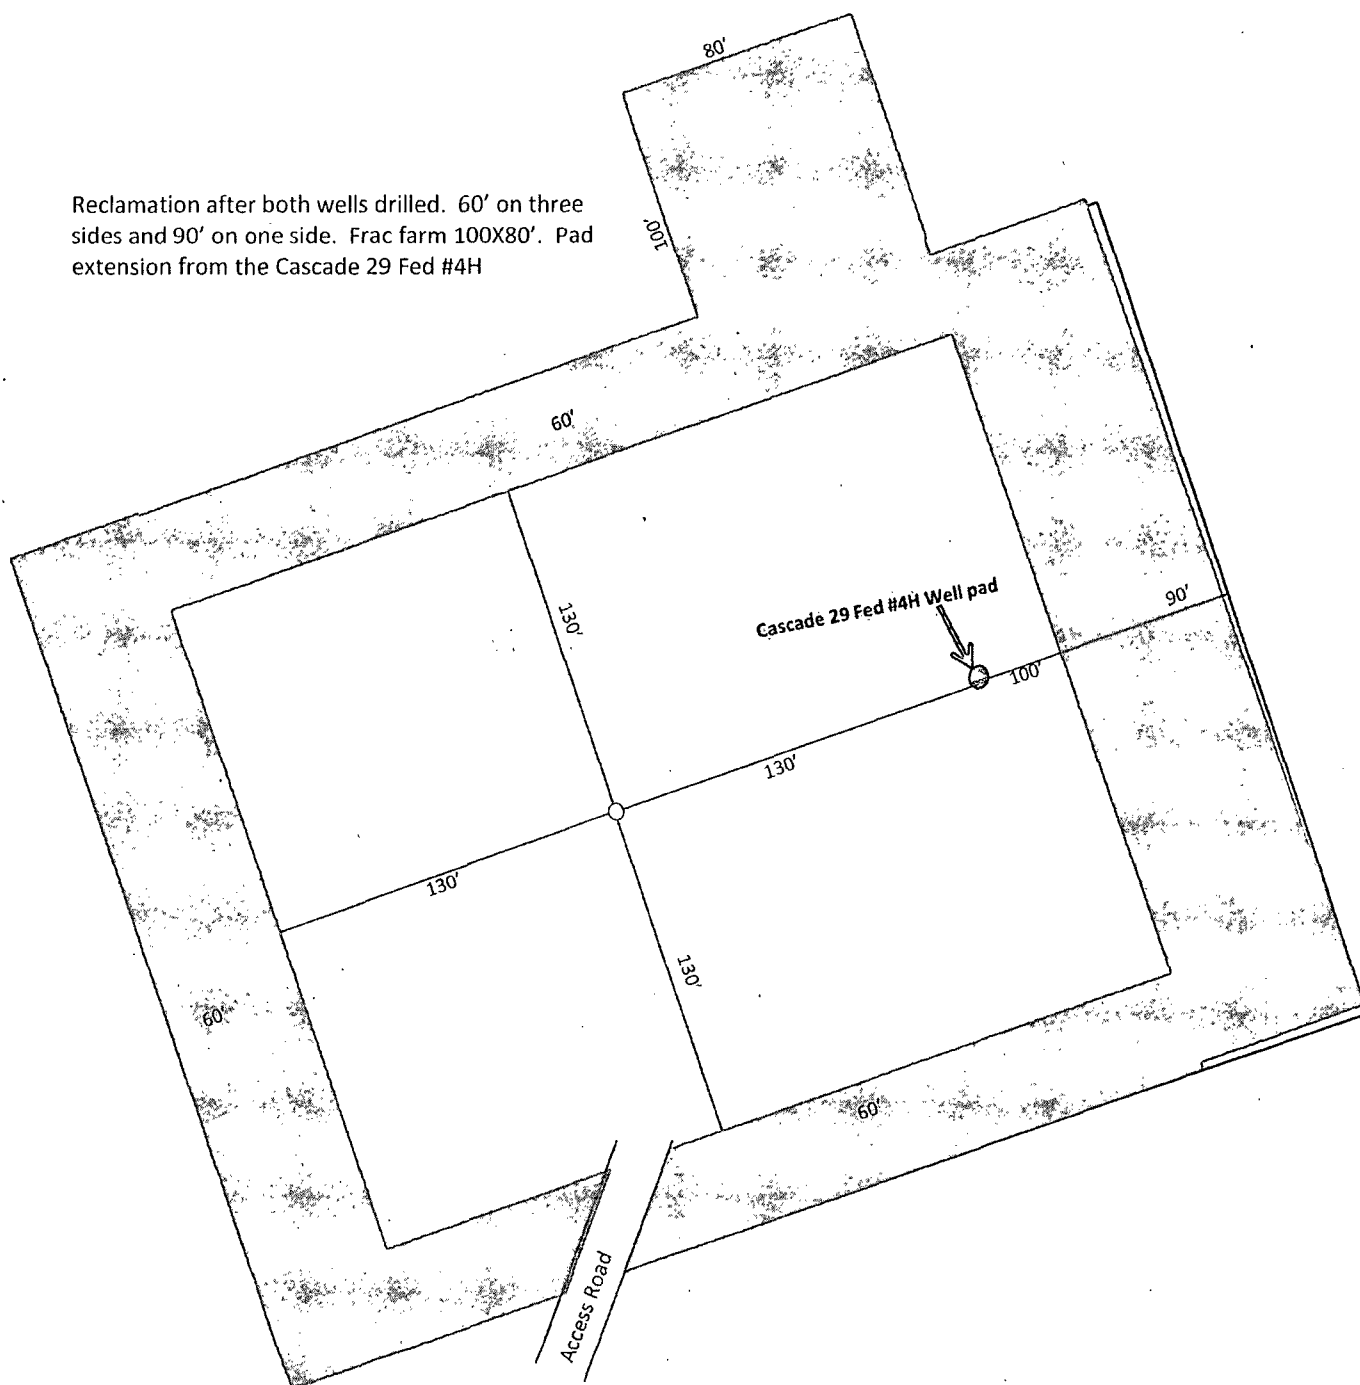 80'
Reclamation after both wells drilled.  60' on three
sides and 90' on one side.  Frac farm 100X80'.  Pad
extension from the Cascade 29 Fed #4H
100'
60'
130'
Cascade 29 Fed #4H Well pad
90'
100'
130'
130'
130'
60'
60'
Access Road